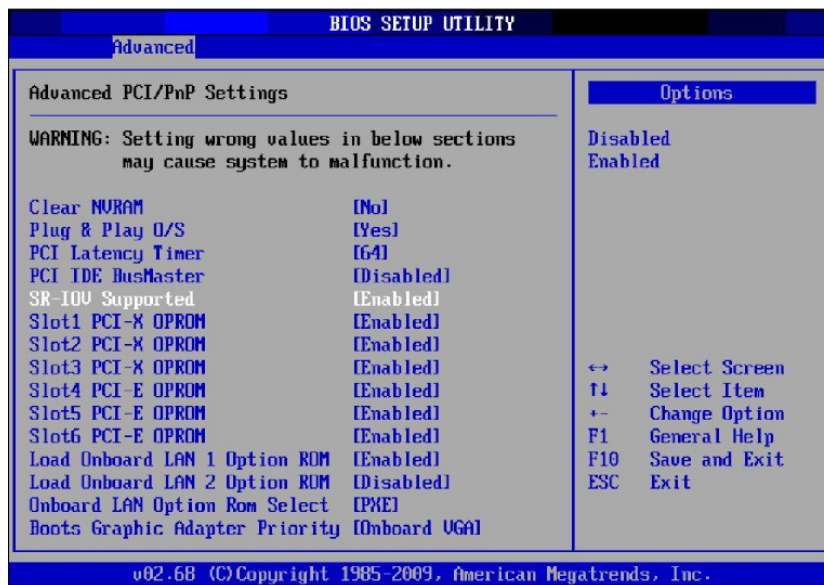 BIOS SETUP UTILITY
Advanced
Advanced PCI/PnP Settings
WARNING: Setting wrong values in below sections
may cause system to malfunction.
Clear NVRAM [No]
Plug & Play O/S [Yes]
PCI Latency Timer [64]
PCI IDE BusMaster [Disabled]
SR-IOV Supported [Enabled]
Slot1 PCI-X OPROM [Enabled]
Slot2 PCI-X OPROM [Enabled]
Slot3 PCI-X OPROM [Enabled]
Slot4 PCI-E OPROM [Enabled]
Slot5 PCI-E OPROM [Enabled]
Slot6 PCI-E OPROM [Enabled]
Load Onboard LAN 1 Option ROM [Enabled]
Load Onboard LAN 2 Option ROM [Disabled]
Onboard LAN Option Rom Select [PXE]
Boots Graphic Adapter Priority [Onboard VGA]
Options
Disabled
Enabled
↔ Select Screen
↑↓ Select Item
+- Change Option
F1 General Help
F10 Save and Exit
ESC Exit
v02.68 (C)Copyright 1985-2009, American Megatrends, Inc.